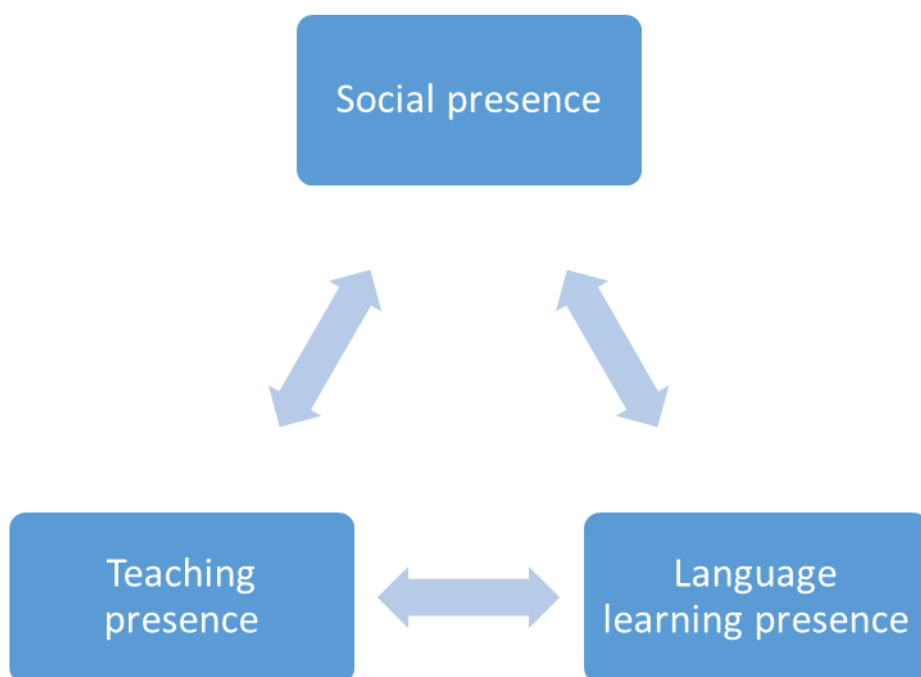 Social presence
Teaching
presence
Language
learning presence